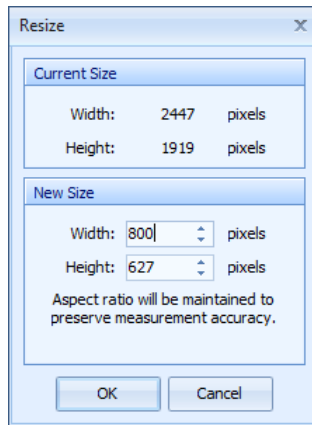 Resize
Current Size
Width: 2447 pixels
Height: 1919 pixels
New Size
Width: 800 pixels
Height: 627 pixels
Aspect ratio will be maintained to
preserve measurement accuracy.
OK Cancel